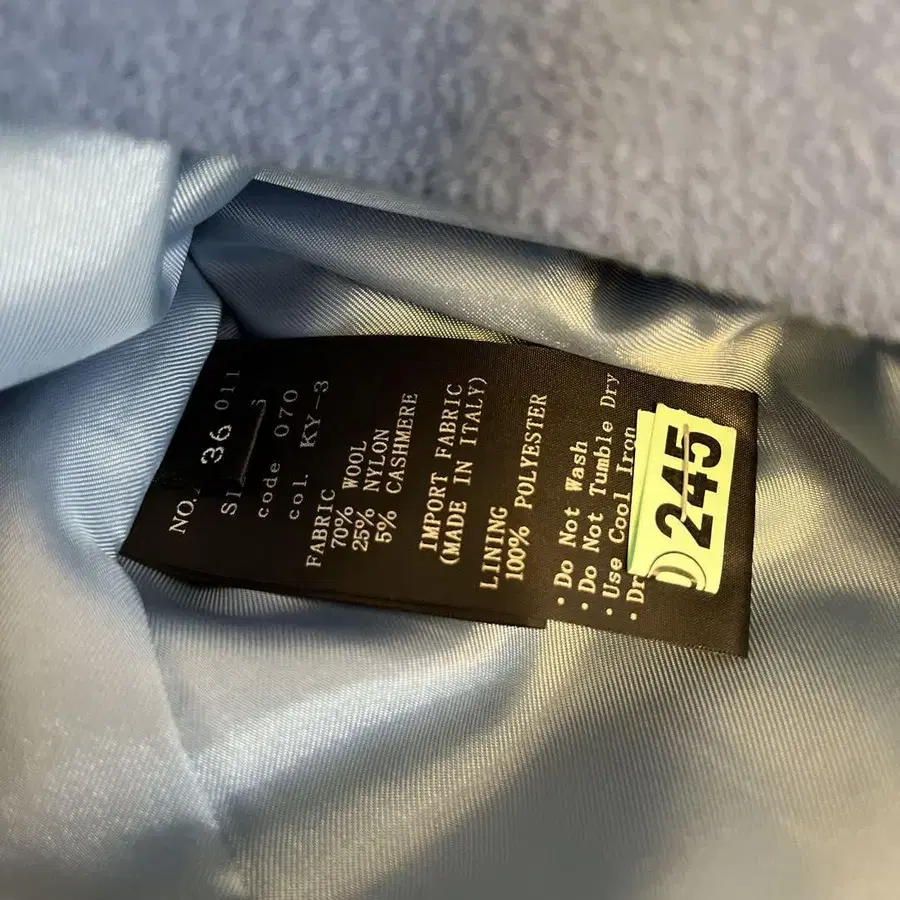 NO.
36 011
code 070
col. KY-3
FABRIC
70% WOOL
25% NYLON
5% CASHMERE
IMPORT FABRIC
(MADE IN ITALY)
LINING
100% POLYESTER
・Do Not Wash
・Do Not Tumble Dry
・Use Cool Iron
・Dr
245